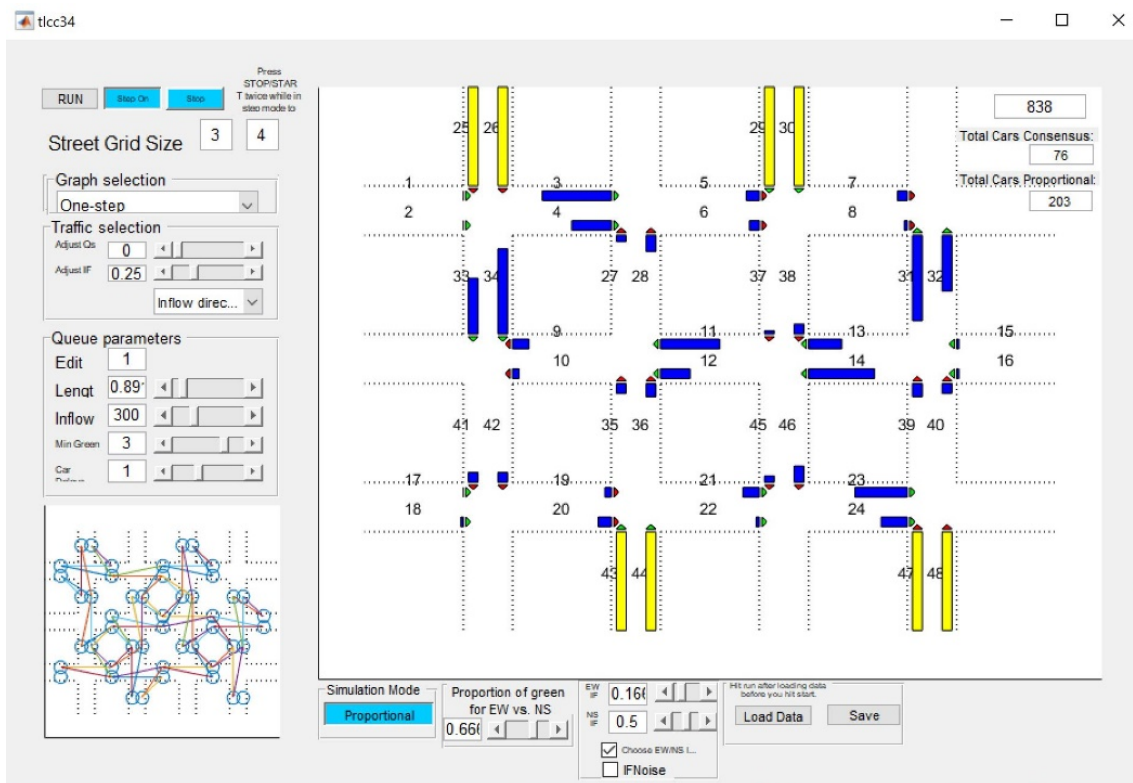 tlcc34
RUN
Step On
Stop
Press
STOP/STAR
T twice while in
step mode to
Street Grid Size
3
4
Graph selection
One-step
Traffic selection
Adjust Qs
0
Adjust IF
0.25
Inflow direc...
Queue parameters
Edit
1
Lengt
0.89
Inflow
300
Min Green
3
Car
1
838
Total Cars Consensus:
76
Total Cars Proportional:
203
25 26 29 30
1 3 5 7
2 4 6 8
33 34 27 28 37 38 31 32
9 11 13 15
10 12 14 16
41 42 35 36 45 46 39 40
17 19 21 23
18 20 22 24
43 44 47 48
Simulation Mode
Proportional
Proportion of green
for EW vs. NS
0.666
EW
IF
0.166
NS
IF
0.5
Choose EW/NS I...
IFNoise
Hit run after loading data
before you hit start.
Load Data
Save